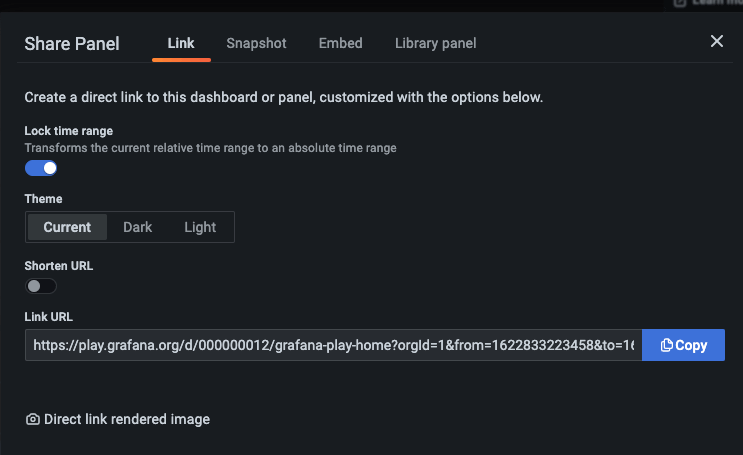 Learn
Share Panel Link Snapshot Embed Library panel
Create a direct link to this dashboard or panel, customized with the options below.
Lock time range
Transforms the current relative time range to an absolute time range
Theme
Current Dark Light
Shorten URL
Link URL
https://play.grafana.org/d/000000012/grafana-play-home?orgId=1&from=1622833223458&to=16
Copy
Direct link rendered image